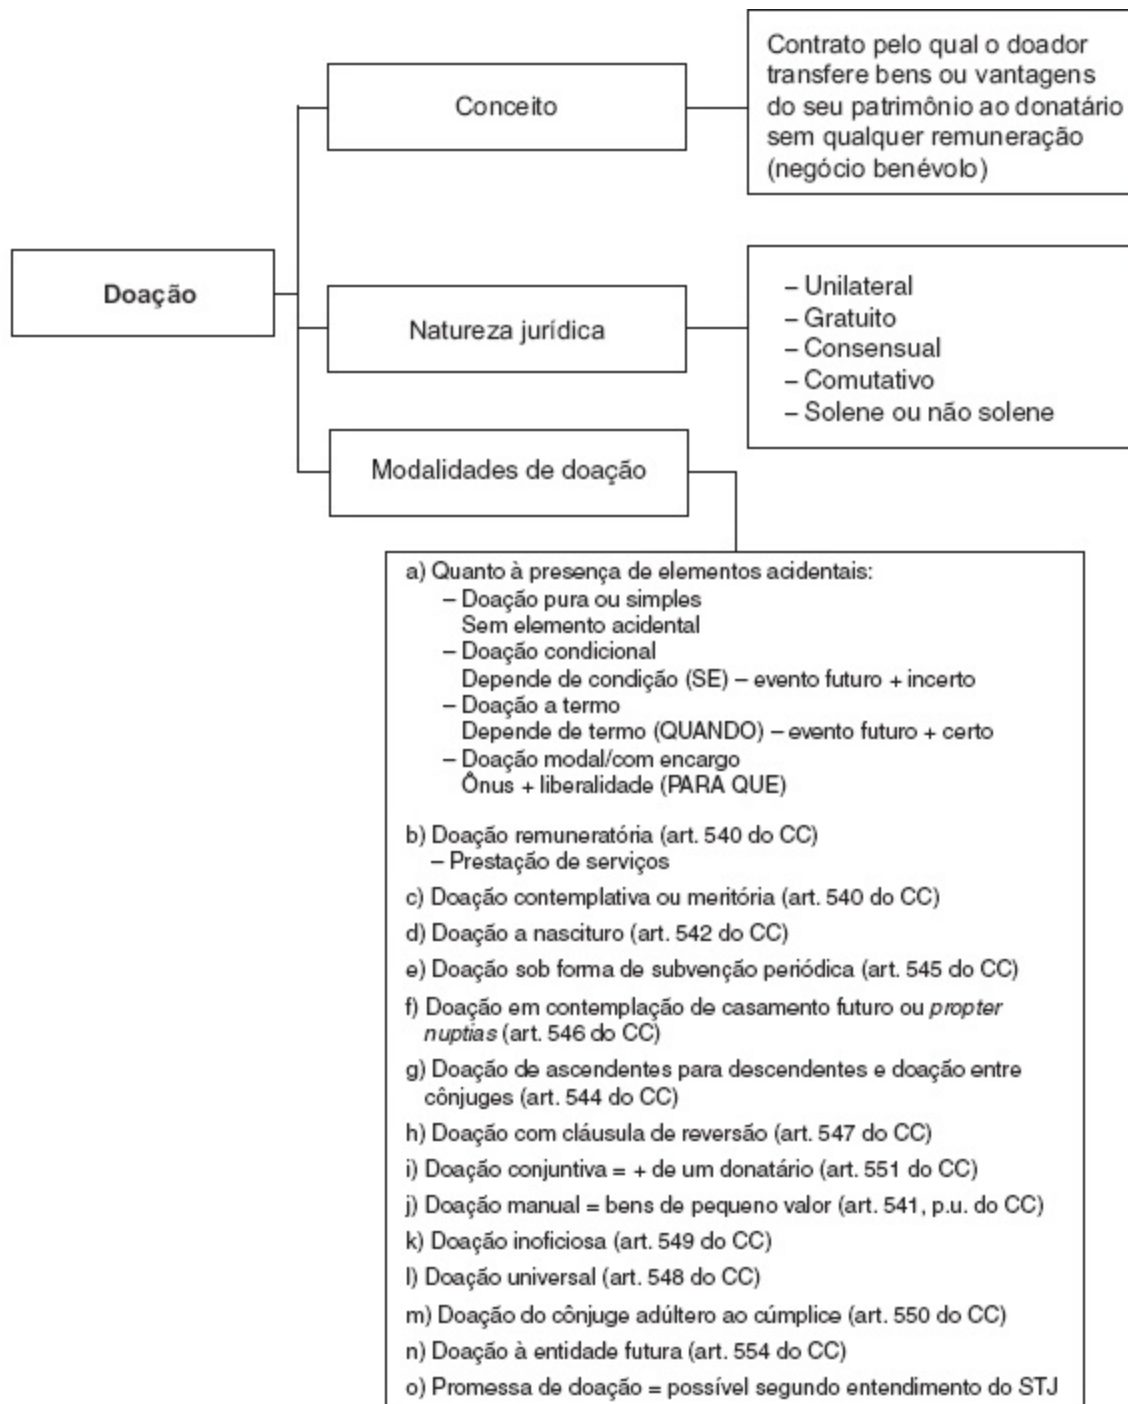 Doação
Conceito
Contrato pelo qual o doador
transfere bens ou vantagens
do seu patrimônio ao donatário
sem qualquer remuneração
(negócio benévolo)
Natureza jurídica
– Unilateral
– Gratuito
– Consensual
– Comutativo
– Solene ou não solene
Modalidades de doação
a) Quanto à presença de elementos acidentais:
– Doação pura ou simples
Sem elemento acidental
– Doação condicional
Depende de condição (SE) – evento futuro + incerto
– Doação a termo
Depende de termo (QUANDO) – evento futuro + certo
– Doação modal/com encargo
Ônus + liberalidade (PARA QUE)
b) Doação remuneratória (art. 540 do CC)
– Prestação de serviços
c) Doação contemplativa ou meritória (art. 540 do CC)
d) Doação a nascituro (art. 542 do CC)
e) Doação sob forma de subvenção periódica (art. 545 do CC)
f) Doação em contemplação de casamento futuro ou propter
nuptias (art. 546 do CC)
g) Doação de ascendentes para descendentes e doação entre
cônjuges (art. 544 do CC)
h) Doação com cláusula de reversão (art. 547 do CC)
i) Doação conjuntiva = + de um donatário (art. 551 do CC)
j) Doação manual = bens de pequeno valor (art. 541, p.u. do CC)
k) Doação inoficiosa (art. 549 do CC)
l) Doação universal (art. 548 do CC)
m) Doação do cônjuge adúltero ao cúmplice (art. 550 do CC)
n) Doação à entidade futura (art. 554 do CC)
o) Promessa de doação = possível segundo entendimento do STJ